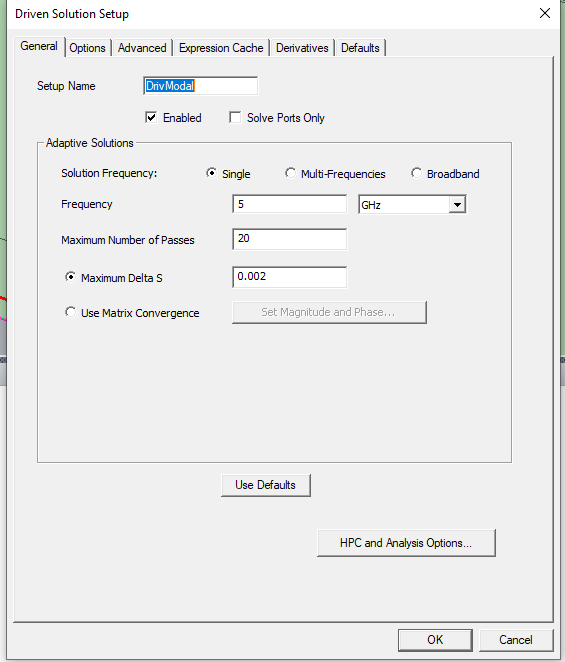 Driven Solution Setup
General Options Advanced Expression Cache Derivatives Defaults
Setup Name DrivModal
Enabled Solve Ports Only
Adaptive Solutions
Solution Frequency: Single Multi-Frequencies Broadband
Frequency 5 GHz
Maximum Number of Passes 20
Maximum Delta S 0.002
Use Matrix Convergence Set Magnitude and Phase...
Use Defaults
HPC and Analysis Options...
OK Cancel